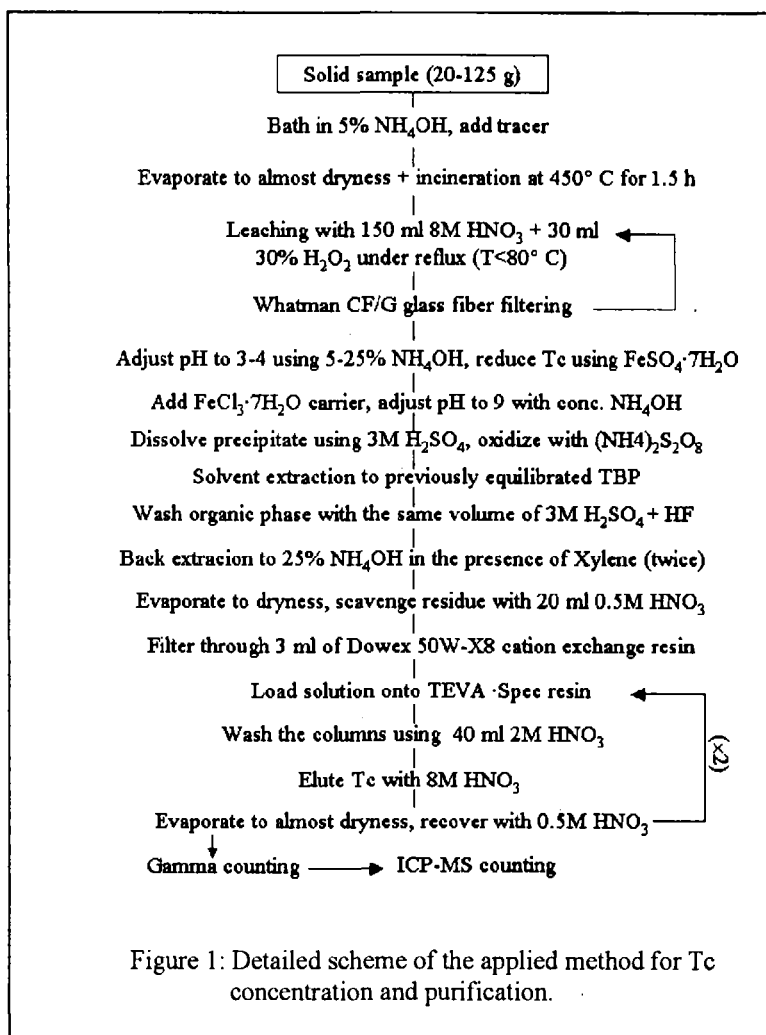 Solid sample (20-125 g)
Bath in 5% NH₄OH, add tracer
Evaporate to almost dryness + incineration at 450° C for 1.5 h
Leaching with 150 ml 8M HNO₃ + 30 ml
30% H₂O₂ under reflux (T<80° C)
Whatman CF/G glass fiber filtering
Adjust pH to 3-4 using 5-25% NH₄OH, reduce Tc using FeSO₄·7H₂O
Add FeCl₃·7H₂O carrier, adjust pH to 9 with conc. NH₄OH
Dissolve precipitate using 3M H₂SO₄, oxidize with (NH4)₂S₂O₈
Solvent extraction to previously equilibrated TBP
Wash organic phase with the same volume of 3M H₂SO₄ + HF
Back extracion to 25% NH₄OH in the presence of Xylene (twice)
Evaporate to dryness, scavenge residue with 20 ml 0.5M HNO₃
Filter through 3 ml of Dowex 50W-X8 cation exchange resin
Load solution onto TEVA ·Spec resin
Wash the columns using 40 ml 2M HNO₃
(x2)
Elute Tc with 8M HNO₃
Evaporate to almost dryness, recover with 0.5M HNO₃
Gamma counting ICP-MS counting
Figure 1: Detailed scheme of the applied method for Tc
concentration and purification.